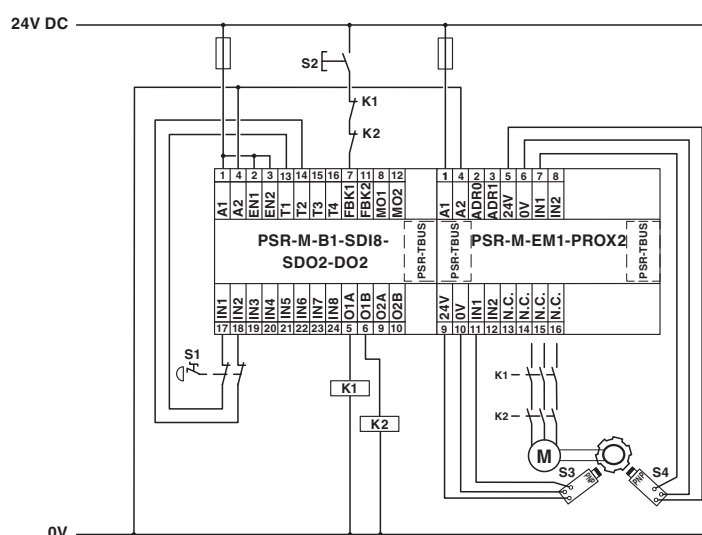 24V DC
S2
K1
K2
1 4 2 3 13 14 15 16 7 11 8 12
A1 A2 EN1 EN2 T1 T2 T3 T4 FBK1 FBK2 MO1 MO2
1 4 2 3 5 6 7 8
A1 A2 ADR0 ADR1 24V 0V IN1 IN2
PSR-M-B1-SDI8-
SDO2-DO2
PSR-TBUS
PSR-TBUS
PSR-M-EM1-PROX2
PSR-TBUS
IN1 IN2 IN3 IN4 IN5 IN6 IN7 IN8 O1A O1B O2A O2B
17 18 19 20 21 22 23 24 5 6 9 10
24V 0V IN1 IN2 N.C. N.C. N.C. N.C.
9 10 11 12 13 14 15 16
S1
K1
K2
K1
K2
M
S3
PNP
S4
PNP
0V